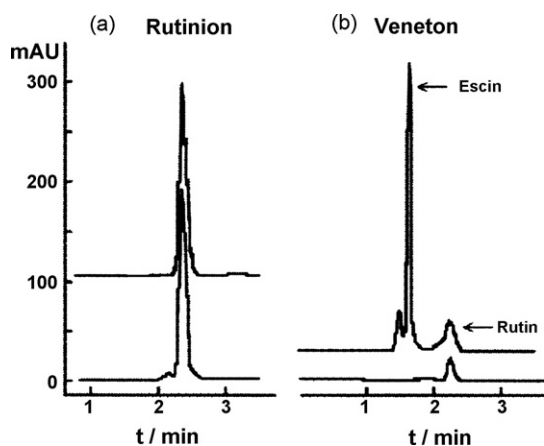 (a) Rutinion (b) Veneton
mAU
300
Escin
200
100
Rutin
0
1 2 3 1 2 3
t / min t / min